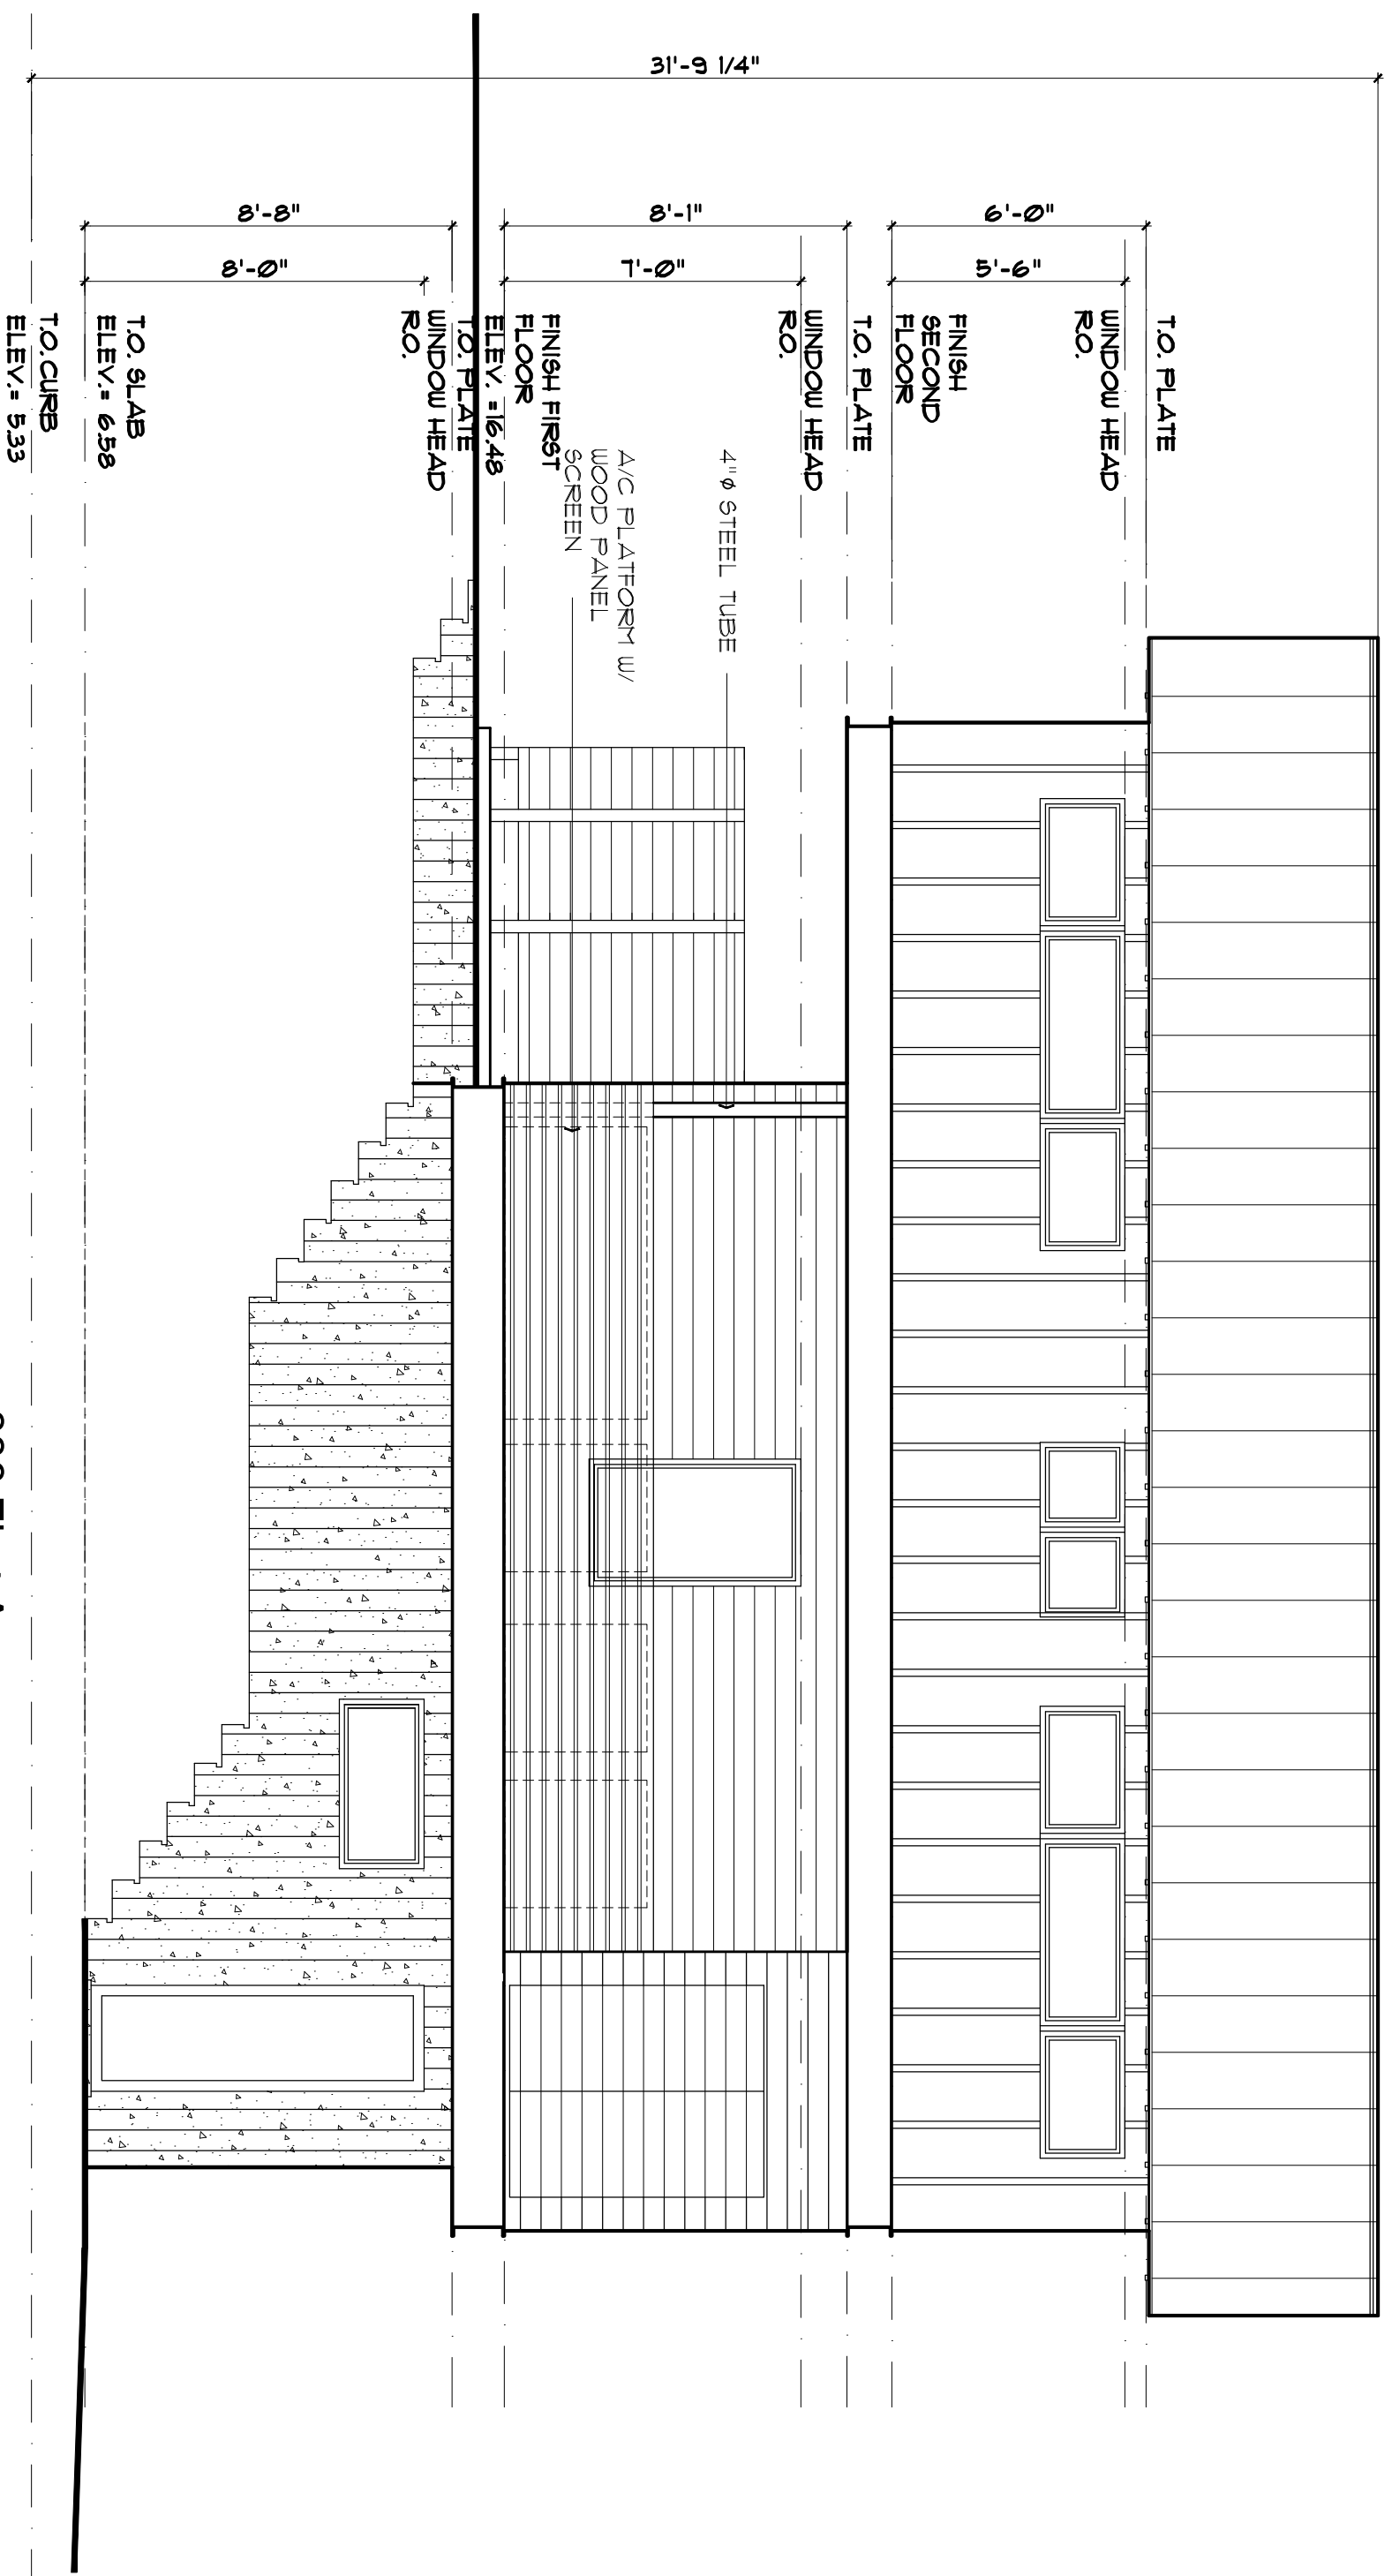 31'-9 1/4"
6'-0"
5'-6"
T.O. PLATE
WINDOW HEAD
R.O.
FINISH
SECOND
FLOOR
8'-1"
7'-0"
T.O. PLATE
WINDOW HEAD
R.O.
4"ø STEEL TUBE
A/C PLATFORM W/
WOOD PANEL
SCREEN
FINISH FIRST
FLOOR
ELEV. =16.48
8'-8"
8'-0"
T.O. PLATE
WINDOW HEAD
R.O.
T.O. SLAB
ELEV.= 6.58
T.O.CURB
ELEV.= 5.33